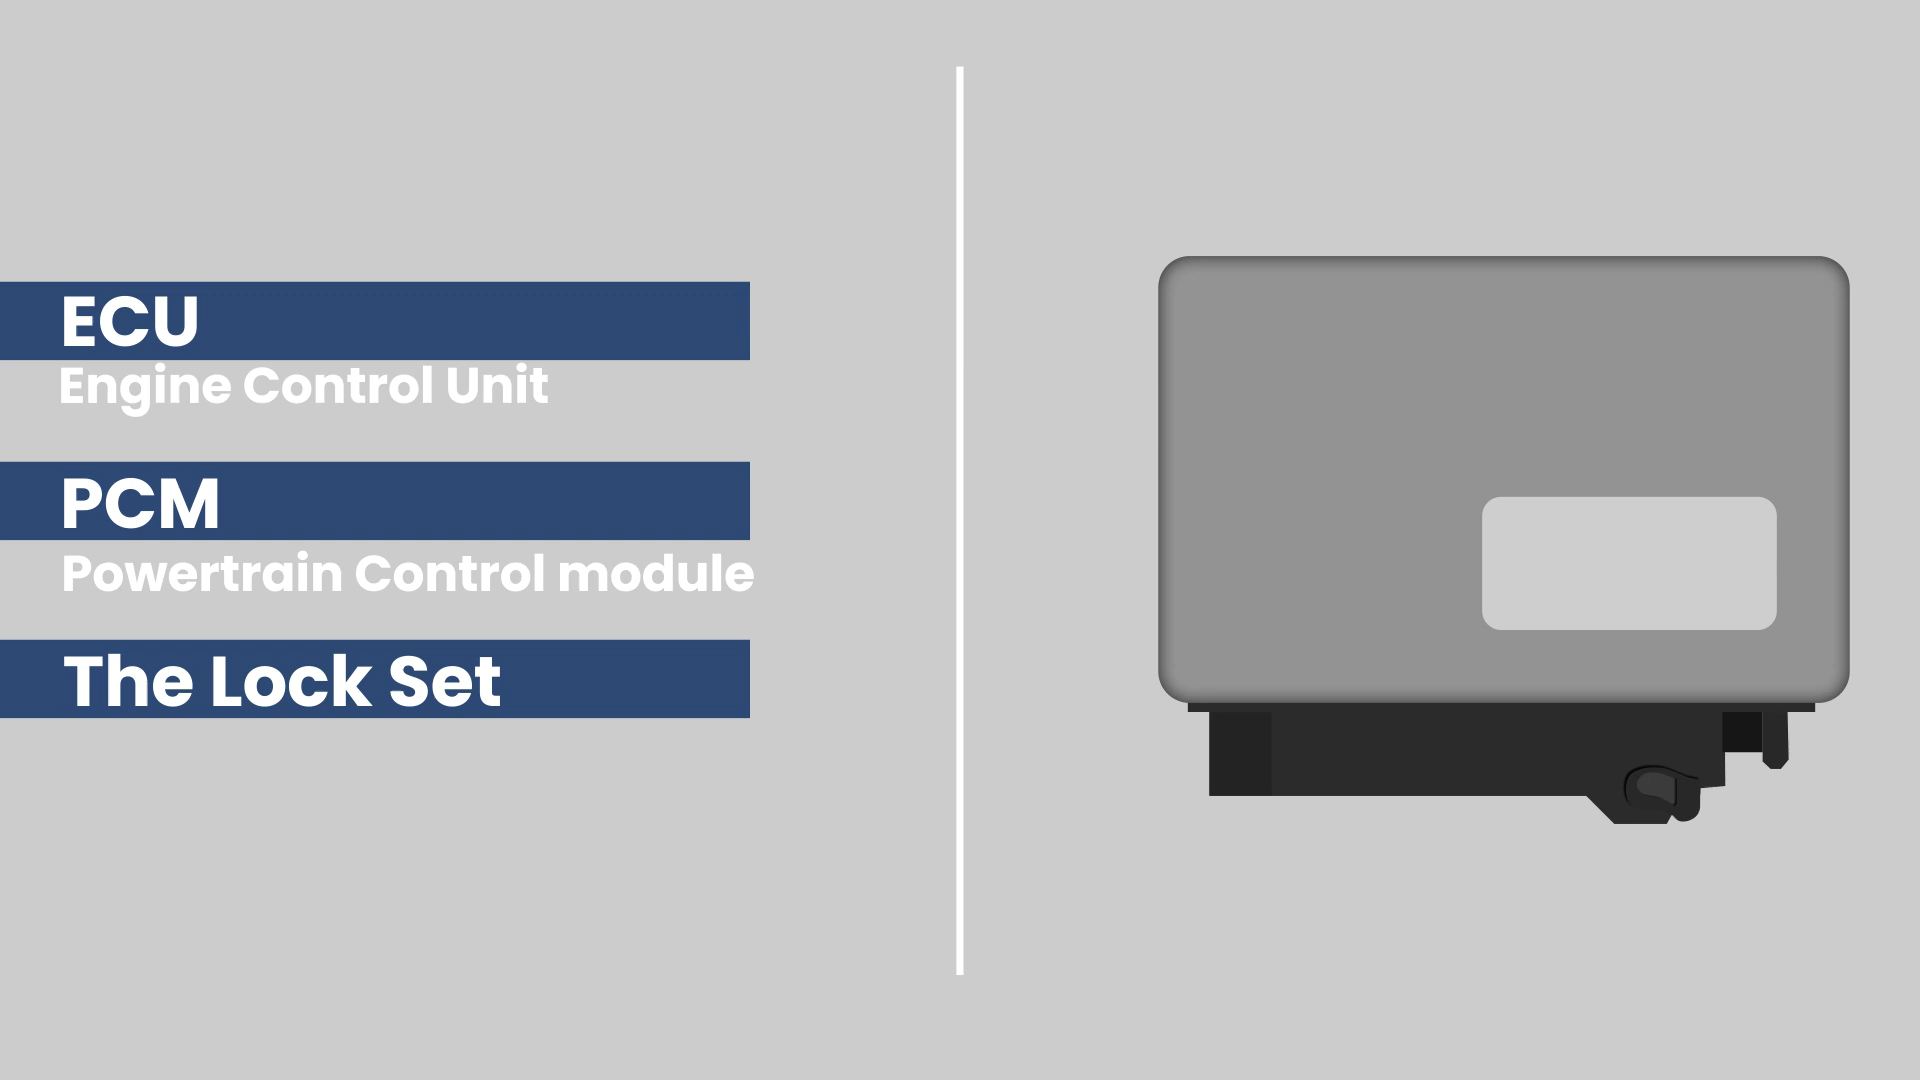 ECU
Engine Control Unit
PCM
Powertrain Control module
The Lock Set